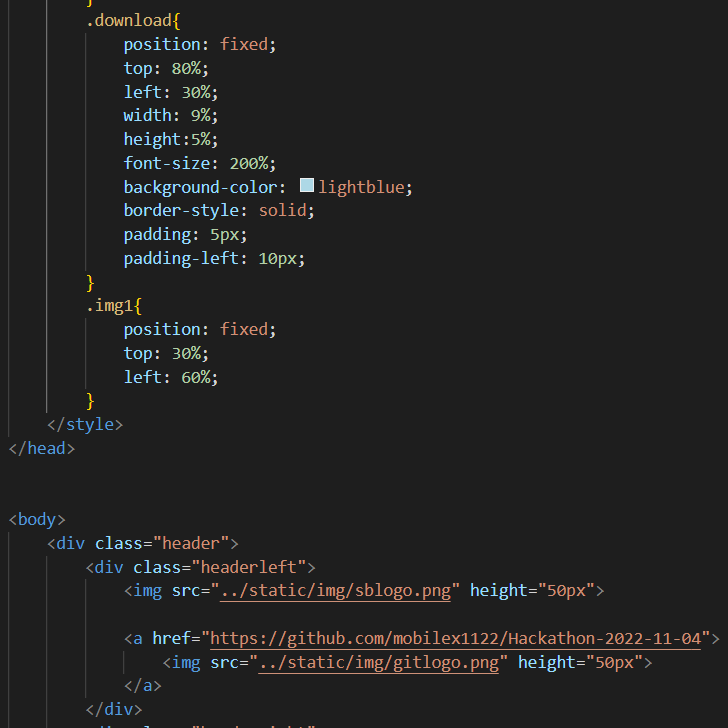 }
.download{
position: fixed;
top: 80%;
left: 30%;
width: 9%;
height:5%;
font-size: 200%;
background-color: lightblue;
border-style: solid;
padding: 5px;
padding-left: 10px;
}
.img1{
position: fixed;
top: 30%;
left: 60%;
}
</style>
</head>
<body>
<div class="header">
<div class="headerleft">
<img src="../static/img/sblogo.png" height="50px">
<a href="https://github.com/mobilex1122/Hackathon-2022-11-04">
<img src="../static/img/gitlogo.png" height="50px">
</a>
</div>